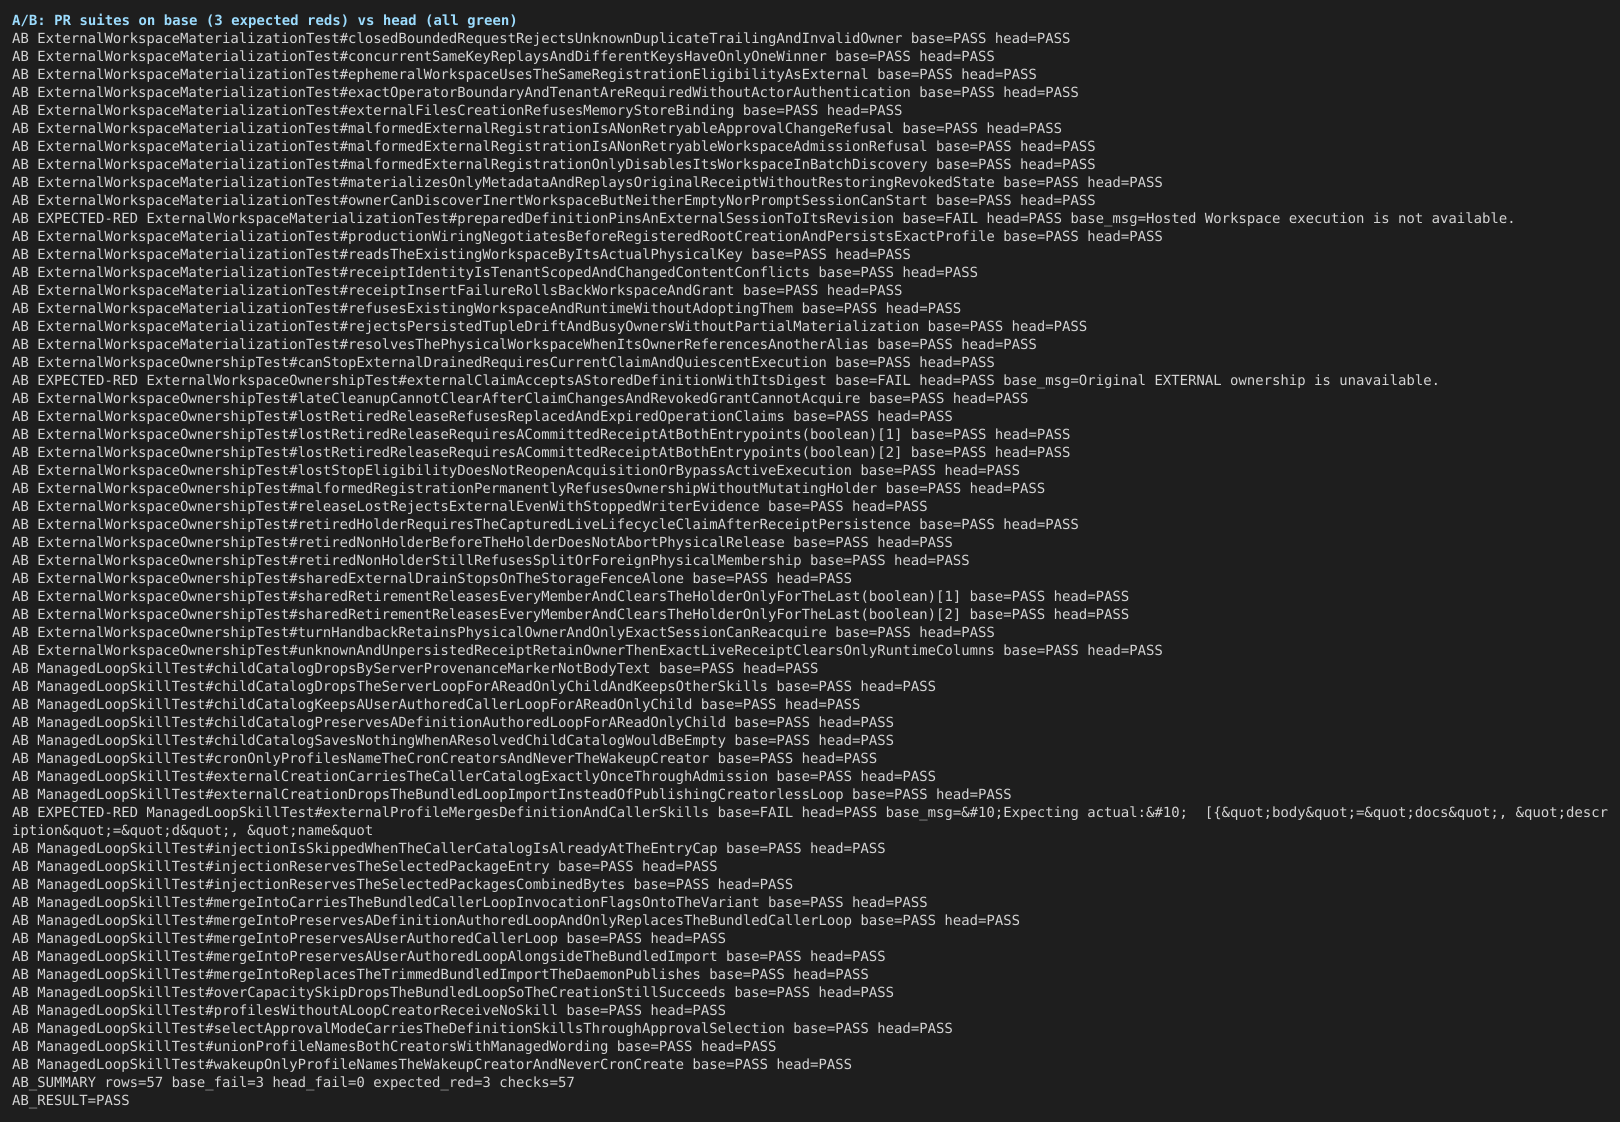 A/B: PR suites on base (3 expected reds) vs head (all green)
AB ExternalWorkspaceMaterializationTest#closedBoundedRequestRejectsUnknownDuplicateTrailingAndInvalidOwner base=PASS head=PASS
AB ExternalWorkspaceMaterializationTest#concurrentSameKeyReplaysAndDifferentKeysHaveOnlyOneWinner base=PASS head=PASS
AB ExternalWorkspaceMaterializationTest#ephemeralWorkspaceUsesTheSameRegistrationEligibilityAsExternal base=PASS head=PASS
AB ExternalWorkspaceMaterializationTest#exactOperatorBoundaryAndTenantAreRequiredWithoutActorAuthentication base=PASS head=PASS
AB ExternalWorkspaceMaterializationTest#externalFilesCreationRefusesMemoryStoreBinding base=PASS head=PASS
AB ExternalWorkspaceMaterializationTest#malformedExternalRegistrationIsANonRetryableApprovalChangeRefusal base=PASS head=PASS
AB ExternalWorkspaceMaterializationTest#malformedExternalRegistrationIsANonRetryableWorkspaceAdmissionRefusal base=PASS head=PASS
AB ExternalWorkspaceMaterializationTest#malformedExternalRegistrationOnlyDisablesItsWorkspaceInBatchDiscovery base=PASS head=PASS
AB ExternalWorkspaceMaterializationTest#materializesOnlyMetadataAndReplaysOriginalReceiptWithoutRestoringRevokedState base=PASS head=PASS
AB ExternalWorkspaceMaterializationTest#ownerCanDiscoverInertWorkspaceButNeitherEmptyNorPromptSessionCanStart base=PASS head=PASS
AB EXPECTED-RED ExternalWorkspaceMaterializationTest#preparedDefinitionPinsAnExternalSessionToItsRevision base=FAIL head=PASS base_msg=Hosted Workspace execution is not available.
AB ExternalWorkspaceMaterializationTest#productionWiringNegotiatesBeforeRegisteredRootCreationAndPersistsExactProfile base=PASS head=PASS
AB ExternalWorkspaceMaterializationTest#readsTheExistingWorkspaceByItsActualPhysicalKey base=PASS head=PASS
AB ExternalWorkspaceMaterializationTest#receiptIdentityIsTenantScopedAndChangedContentConflicts base=PASS head=PASS
AB ExternalWorkspaceMaterializationTest#receiptInsertFailureRollsBackWorkspaceAndGrant base=PASS head=PASS
AB ExternalWorkspaceMaterializationTest#refusesExistingWorkspaceAndRuntimeWithoutAdoptingThem base=PASS head=PASS
AB ExternalWorkspaceMaterializationTest#rejectsPersistedTupleDriftAndBusyOwnersWithoutPartialMaterialization base=PASS head=PASS
AB ExternalWorkspaceMaterializationTest#resolvesThePhysicalWorkspaceWhenItsOwnerReferencesAnotherAlias base=PASS head=PASS
AB ExternalWorkspaceOwnershipTest#canStopExternalDrainedRequiresCurrentClaimAndQuiescentExecution base=PASS head=PASS
AB EXPECTED-RED ExternalWorkspaceOwnershipTest#externalClaimAcceptsAStoredDefinitionWithItsDigest base=FAIL head=PASS base_msg=Original EXTERNAL ownership is unavailable.
AB ExternalWorkspaceOwnershipTest#lateCleanupCannotClearAfterClaimChangesAndRevokedGrantCannotAcquire base=PASS head=PASS
AB ExternalWorkspaceOwnershipTest#lostRetiredReleaseRefusesReplacedAndExpiredOperationClaims base=PASS head=PASS
AB ExternalWorkspaceOwnershipTest#lostRetiredReleaseRequiresACommittedReceiptAtBothEntrypoints(boolean)[1] base=PASS head=PASS
AB ExternalWorkspaceOwnershipTest#lostRetiredReleaseRequiresACommittedReceiptAtBothEntrypoints(boolean)[2] base=PASS head=PASS
AB ExternalWorkspaceOwnershipTest#lostStopEligibilityDoesNotReopenAcquisitionOrBypassActiveExecution base=PASS head=PASS
AB ExternalWorkspaceOwnershipTest#malformedRegistrationPermanentlyRefusesOwnershipWithoutMutatingHolder base=PASS head=PASS
AB ExternalWorkspaceOwnershipTest#releaseLostRejectsExternalEvenWithStoppedWriterEvidence base=PASS head=PASS
AB ExternalWorkspaceOwnershipTest#retiredHolderRequiresTheCapturedLiveLifecycleClaimAfterReceiptPersistence base=PASS head=PASS
AB ExternalWorkspaceOwnershipTest#retiredNonHolderBeforeTheHolderDoesNotAbortPhysicalRelease base=PASS head=PASS
AB ExternalWorkspaceOwnershipTest#retiredNonHolderStillRefusesSplitOrForeignPhysicalMembership base=PASS head=PASS
AB ExternalWorkspaceOwnershipTest#sharedExternalDrainStopsOnTheStorageFenceAlone base=PASS head=PASS
AB ExternalWorkspaceOwnershipTest#sharedRetirementReleasesEveryMemberAndClearsTheHolderOnlyForTheLast(boolean)[1] base=PASS head=PASS
AB ExternalWorkspaceOwnershipTest#sharedRetirementReleasesEveryMemberAndClearsTheHolderOnlyForTheLast(boolean)[2] base=PASS head=PASS
AB ExternalWorkspaceOwnershipTest#turnHandbackRetainsPhysicalOwnerAndOnlyExactSessionCanReacquire base=PASS head=PASS
AB ExternalWorkspaceOwnershipTest#unknownAndUnpersistedReceiptRetainOwnerThenExactLiveReceiptClearsOnlyRuntimeColumns base=PASS head=PASS
AB ManagedLoopSkillTest#childCatalogDropsByServerProvenanceMarkerNotBodyText base=PASS head=PASS
AB ManagedLoopSkillTest#childCatalogDropsTheServerLoopForAReadOnlyChildAndKeepsOtherSkills base=PASS head=PASS
AB ManagedLoopSkillTest#childCatalogKeepsAUserAuthoredCallerLoopForAReadOnlyChild base=PASS head=PASS
AB ManagedLoopSkillTest#childCatalogPreservesADefinitionAuthoredLoopForAReadOnlyChild base=PASS head=PASS
AB ManagedLoopSkillTest#childCatalogSavesNothingWhenAResolvedChildCatalogWouldBeEmpty base=PASS head=PASS
AB ManagedLoopSkillTest#cronOnlyProfilesNameTheCronCreatorsAndNeverTheWakeupCreator base=PASS head=PASS
AB ManagedLoopSkillTest#externalCreationCarriesTheCallerCatalogExactlyOnceThroughAdmission base=PASS head=PASS
AB ManagedLoopSkillTest#externalCreationDropsTheBundledLoopImportInsteadOfPublishingCreatorlessLoop base=PASS head=PASS
AB EXPECTED-RED ManagedLoopSkillTest#externalProfileMergesDefinitionAndCallerSkills base=FAIL head=PASS base_msg=&#10;Expecting actual:&#10;  [{&quot;body&quot;=&quot;docs&quot;, &quot;descr
iption&quot;=&quot;d&quot;, &quot;name&quot
AB ManagedLoopSkillTest#injectionIsSkippedWhenTheCallerCatalogIsAlreadyAtTheEntryCap base=PASS head=PASS
AB ManagedLoopSkillTest#injectionReservesTheSelectedPackageEntry base=PASS head=PASS
AB ManagedLoopSkillTest#injectionReservesTheSelectedPackagesCombinedBytes base=PASS head=PASS
AB ManagedLoopSkillTest#mergeIntoCarriesTheBundledCallerLoopInvocationFlagsOntoTheVariant base=PASS head=PASS
AB ManagedLoopSkillTest#mergeIntoPreservesADefinitionAuthoredLoopAndOnlyReplacesTheBundledCallerLoop base=PASS head=PASS
AB ManagedLoopSkillTest#mergeIntoPreservesAUserAuthoredCallerLoop base=PASS head=PASS
AB ManagedLoopSkillTest#mergeIntoPreservesAUserAuthoredLoopAlongsideTheBundledImport base=PASS head=PASS
AB ManagedLoopSkillTest#mergeIntoReplacesTheTrimmedBundledImportTheDaemonPublishes base=PASS head=PASS
AB ManagedLoopSkillTest#overCapacitySkipDropsTheBundledLoopSoTheCreationStillSucceeds base=PASS head=PASS
AB ManagedLoopSkillTest#profilesWithoutALoopCreatorReceiveNoSkill base=PASS head=PASS
AB ManagedLoopSkillTest#selectApprovalModeCarriesTheDefinitionSkillsThroughApprovalSelection base=PASS head=PASS
AB ManagedLoopSkillTest#unionProfileNamesBothCreatorsWithManagedWording base=PASS head=PASS
AB ManagedLoopSkillTest#wakeupOnlyProfileNamesTheWakeupCreatorAndNeverCronCreate base=PASS head=PASS
AB_SUMMARY rows=57 base_fail=3 head_fail=0 expected_red=3 checks=57
AB_RESULT=PASS